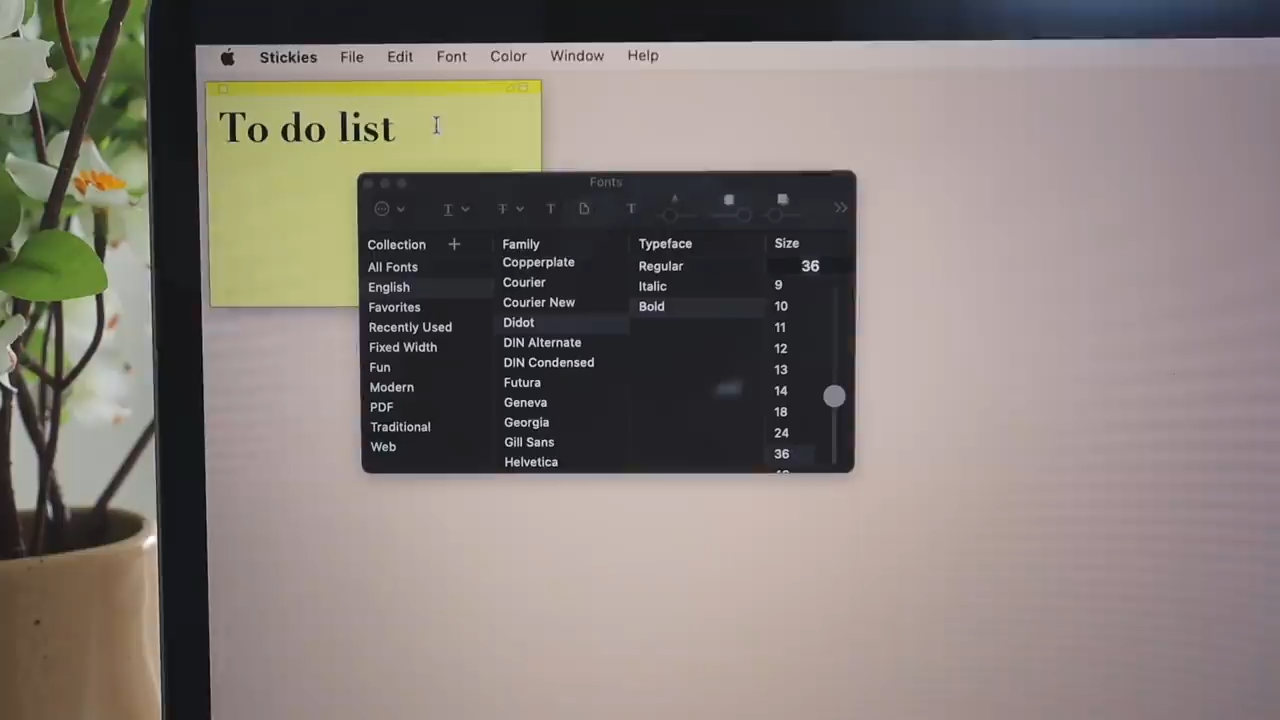 Stickies File Edit Font Color Window Help
To do list
Fonts
Collection + Family Typeface Size
All Fonts
English
Favorites
Recently Used
Fixed Width
Fun
Modern
PDF
Traditional
Web
Copperplate
Courier
Courier New
Didot
DIN Alternate
DIN Condensed
Futura
Geneva
Georgia
Gill Sans
Helvetica
Regular
Italic
Bold
36
9
10
11
12
13
14
18
24
36